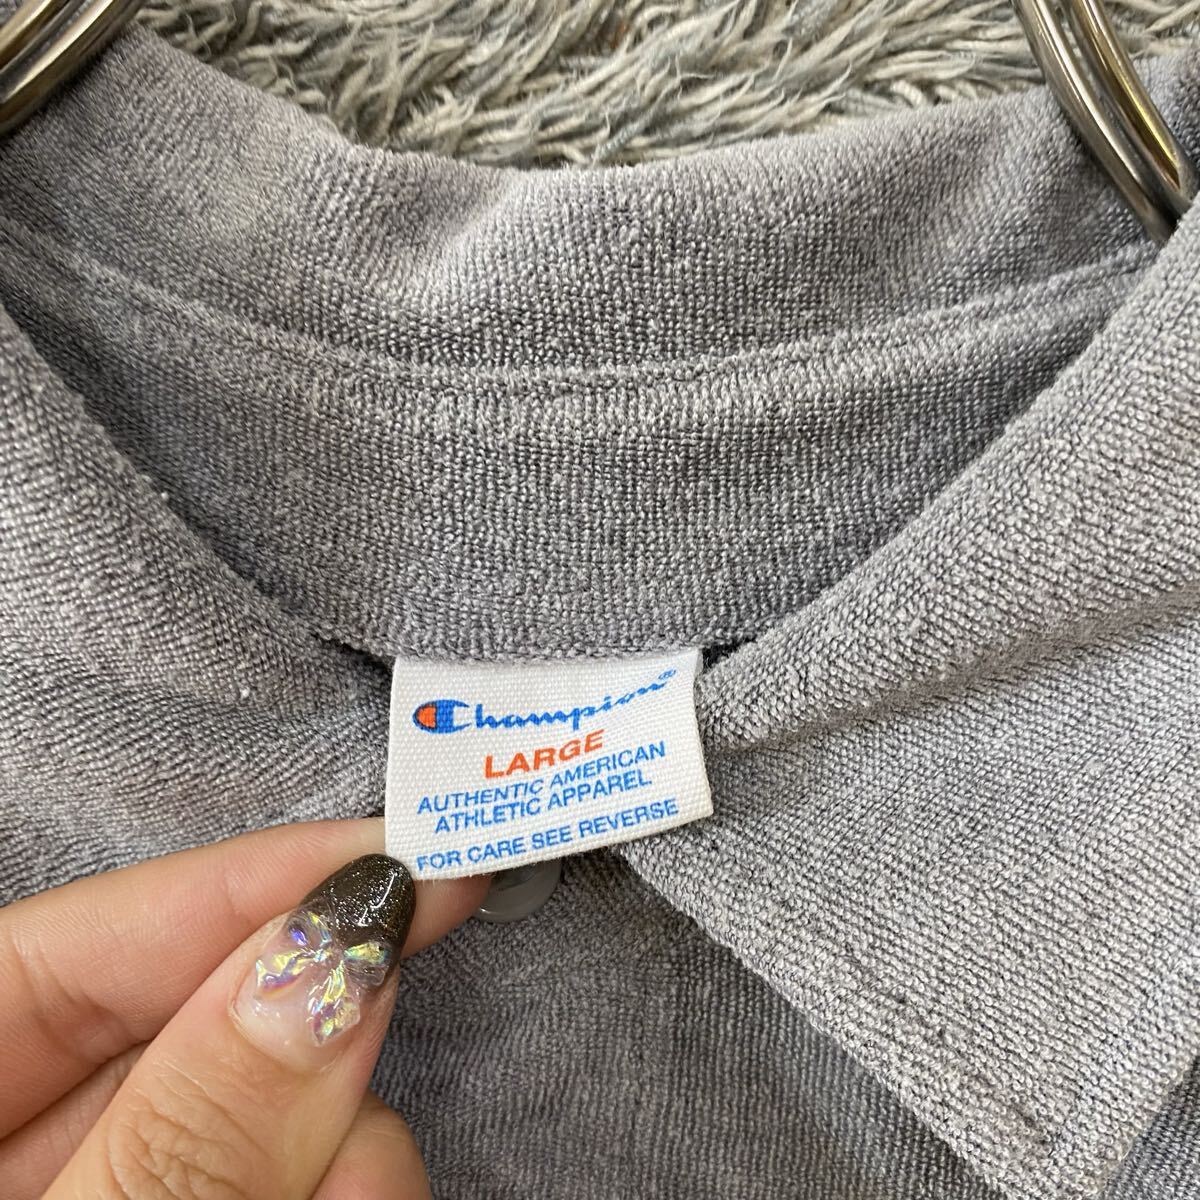 Champion®
LARGE
AUTHENTIC AMERICAN
ATHLETIC APPAREL
FOR CARE SEE REVERSE